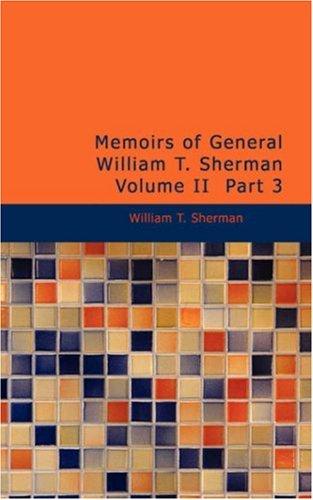 Memoirs of General
William T. Sherman
Volume II Part 3
William T. Sherman